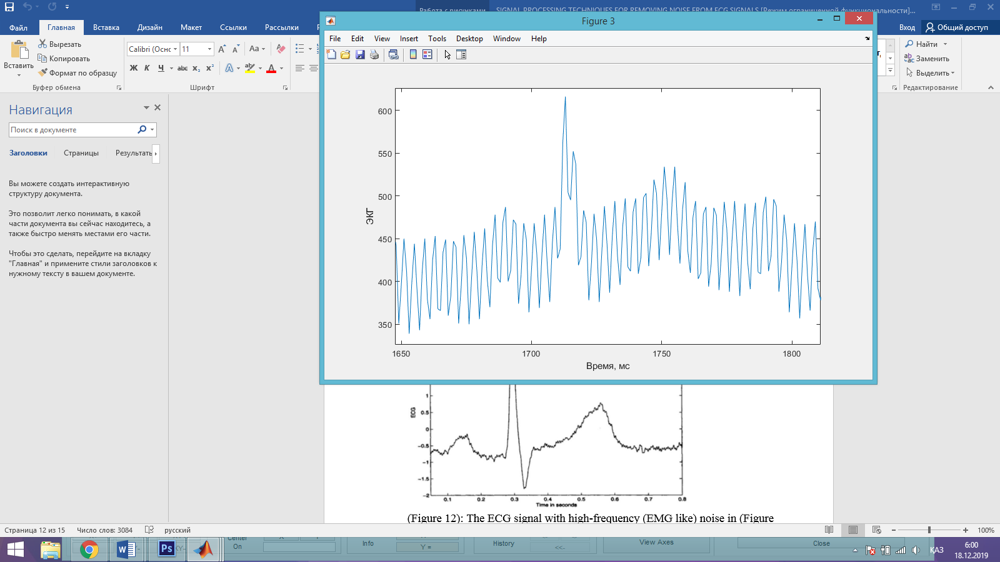 Работа с рисунками
SIGNAL PROCESSING TECHNIQUES FOR REMOVING NOISE FROM ECG SIGNALS [Режим ограниченной функциональности]...
Файл Главная Вставка Дизайн Макет Ссылки Рассылки Вход Общий доступ
Вставить
Вырезать
Копировать
Формат по образцу
Буфер обмена
Calibri (Оснс 11 Aa
Ж К Ч abc x₂ x² A aby A
Шрифт
Найти
Заменить
Выделить
Редактирование
Навигация
Поиск в документе
Заголовки Страницы Результаты
Вы можете создать интерактивную
структуру документа.
Это позволит легко понимать, в какой
части документа вы сейчас находитесь, а
также быстро менять местами его части.
Чтобы это сделать, перейдите на вкладку
"Главная" и примените стили заголовков к
нужному тексту в вашем документе.
Figure 3
File Edit View Insert Tools Desktop Window Help
600
550
500
450
400
350
ЭКГ
1650 1700 1750 1800
Время, мс
ECG
1
0.5
0
-0.5
-1
-1.5
-2
0.1 0.2 0.3 0.4 0.5 0.6 0.7 0.8
Time in seconds
(Figure 12): The ECG signal with high-frequency (EMG like) noise in (Figure
Страница 12 из 15 Число слов: 3084 русский 100%
Center
On
Info
Y =
History
<<-
View Axes
Close
ҚАЗ
6:00
18.12.2019